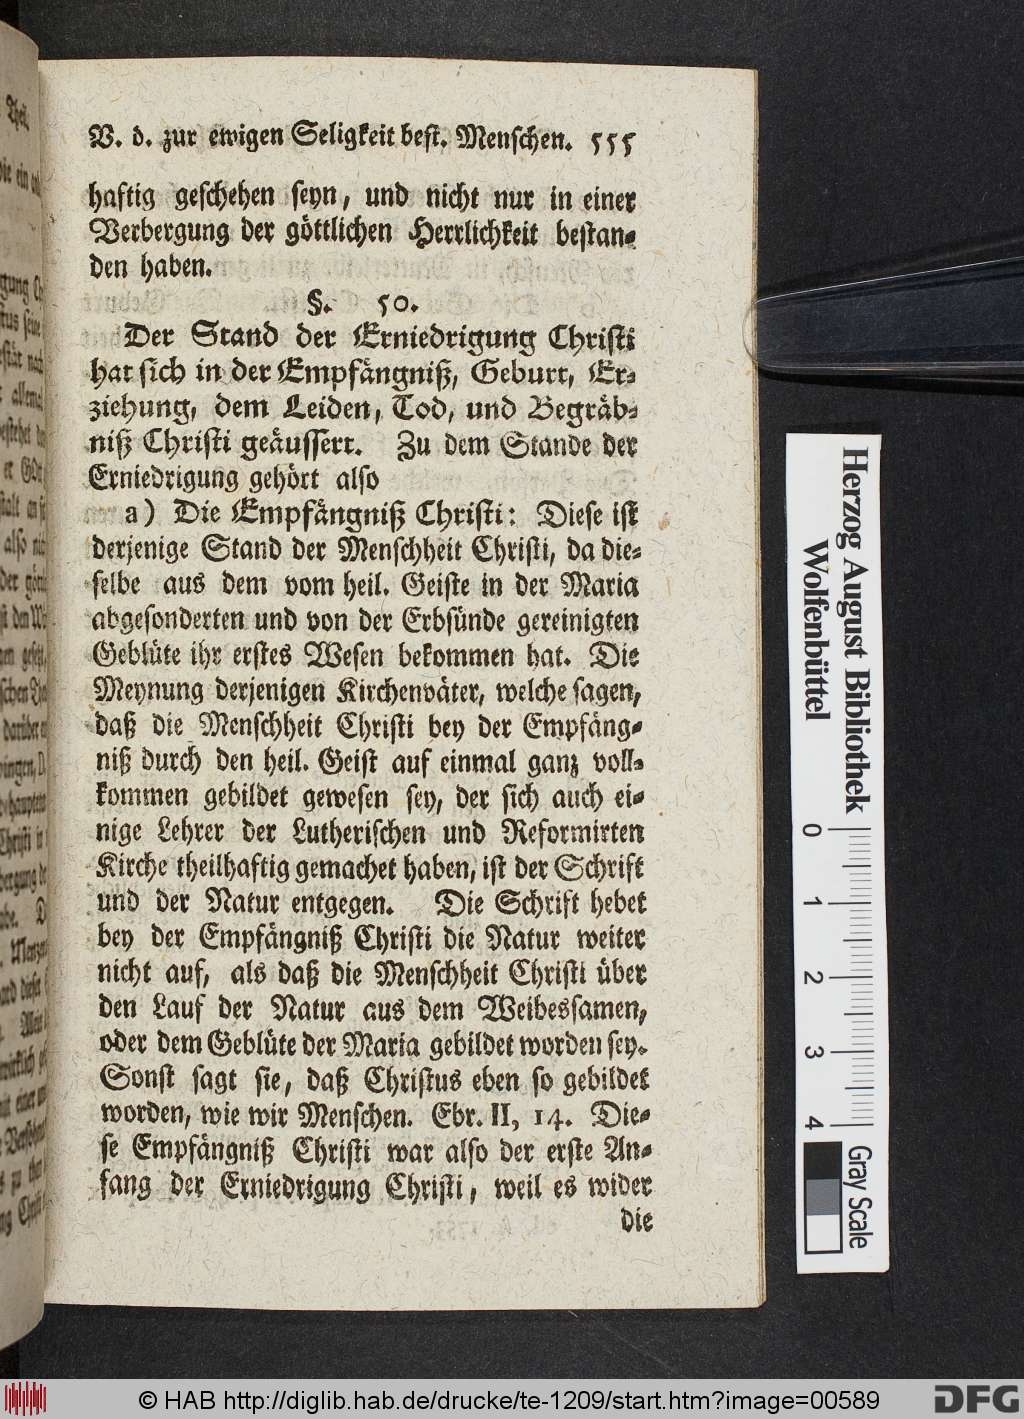 V. d. zur ewigen Seligkeit best. Menschen. 555
haftig geschehen seyn, und nicht nur in einer
Verbergung der göttlichen Herrlichkeit bestan-
den haben.
§. 50.
Der Stand der Erniedrigung Christi
hat sich in der Empfängniß, Geburt, Er-
ziehung, dem Leiden, Tod, und Begräb-
niß Christi geäussert. Zu dem Stande der
Erniedrigung gehört also
a) Die Empfängniß Christi: Diese ist
derjenige Stand der Menschheit Christi, da die-
selbe aus dem vom heil. Geiste in der Maria
abgesonderten und von der Erbsünde gereinigten
Geblüte ihr erstes Wesen bekommen hat. Die
Meynung derjenigen Kirchenväter, welche sagen,
daß die Menschheit Christi bey der Empfäng-
niß durch den heil. Geist auf einmal ganz voll-
kommen gebildet gewesen sey, der sich auch ei-
nige Lehrer der Lutherischen und Reformirten
Kirche theilhaftig gemachet haben, ist der Schrift
und der Natur entgegen. Die Schrift hebet
bey der Empfängniß Christi die Natur weiter
nicht auf, als daß die Menschheit Christi über
den Lauf der Natur aus dem Weibessamen,
oder dem Geblüte der Maria gebildet worden sey.
Sonst sagt sie, daß Christus eben so gebildet
worden, wie wir Menschen. Ebr. II, 14. Die-
se Empfängniß Christi war also der erste An-
fang der Erniedrigung Christi, weil es wider
die
Herzog August Bibliothek
Wolfenbüttel
0 1 2 3 4
Gray Scale
© HAB http://diglib.hab.de/drucke/te-1209/start.htm?image=00589
DFG